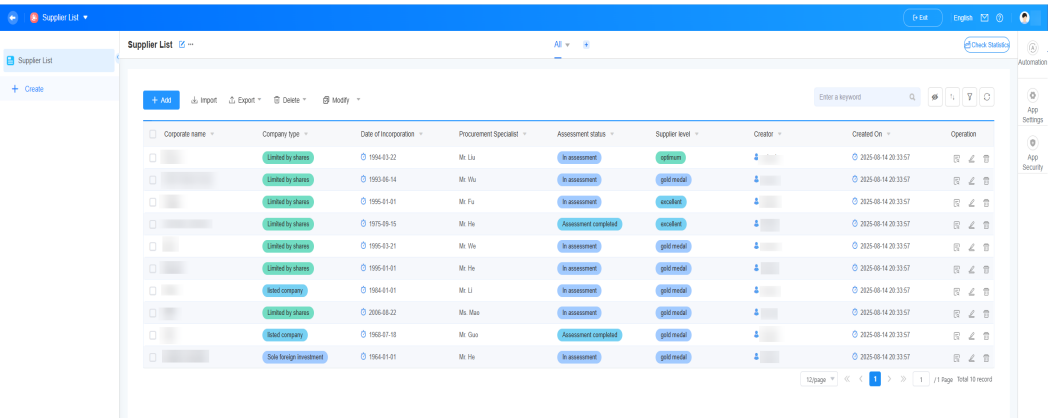 Supplier List
Exit
English
Supplier List
Create
Supplier List
All
Check Statistics
Automation
App Settings
App Security
Add Import Export Delete Modify
Enter a keyword
Corporate name Company type Date of Incorporation Procurement Specialist Assessment status Supplier level Creator Created On Operation
Limited by shares 1994-03-22 Mr. Liu In assessment optimum 2025-08-14 20:33:57
Limited by shares 1993-06-14 Mr. Wu In assessment gold medal 2025-08-14 20:33:57
Limited by shares 1995-01-01 Mr. Fu In assessment excellent 2025-08-14 20:33:57
Limited by shares 1975-09-15 Mr. He Assessment completed excellent 2025-08-14 20:33:57
Limited by shares 1995-03-21 Mr. We In assessment gold medal 2025-08-14 20:33:57
Limited by shares 1995-01-01 Mr. He In assessment gold medal 2025-08-14 20:33:57
listed company 1984-01-01 Mr. Li In assessment gold medal 2025-08-14 20:33:57
Limited by shares 2006-08-22 Ms. Mao In assessment gold medal 2025-08-14 20:33:57
listed company 1968-07-18 Mr. Guo Assessment completed gold medal 2025-08-14 20:33:57
Sole foreign investment 1964-01-01 Mr. He In assessment gold medal 2025-08-14 20:33:57
12/page 1 1 /1 Page Total 10 record